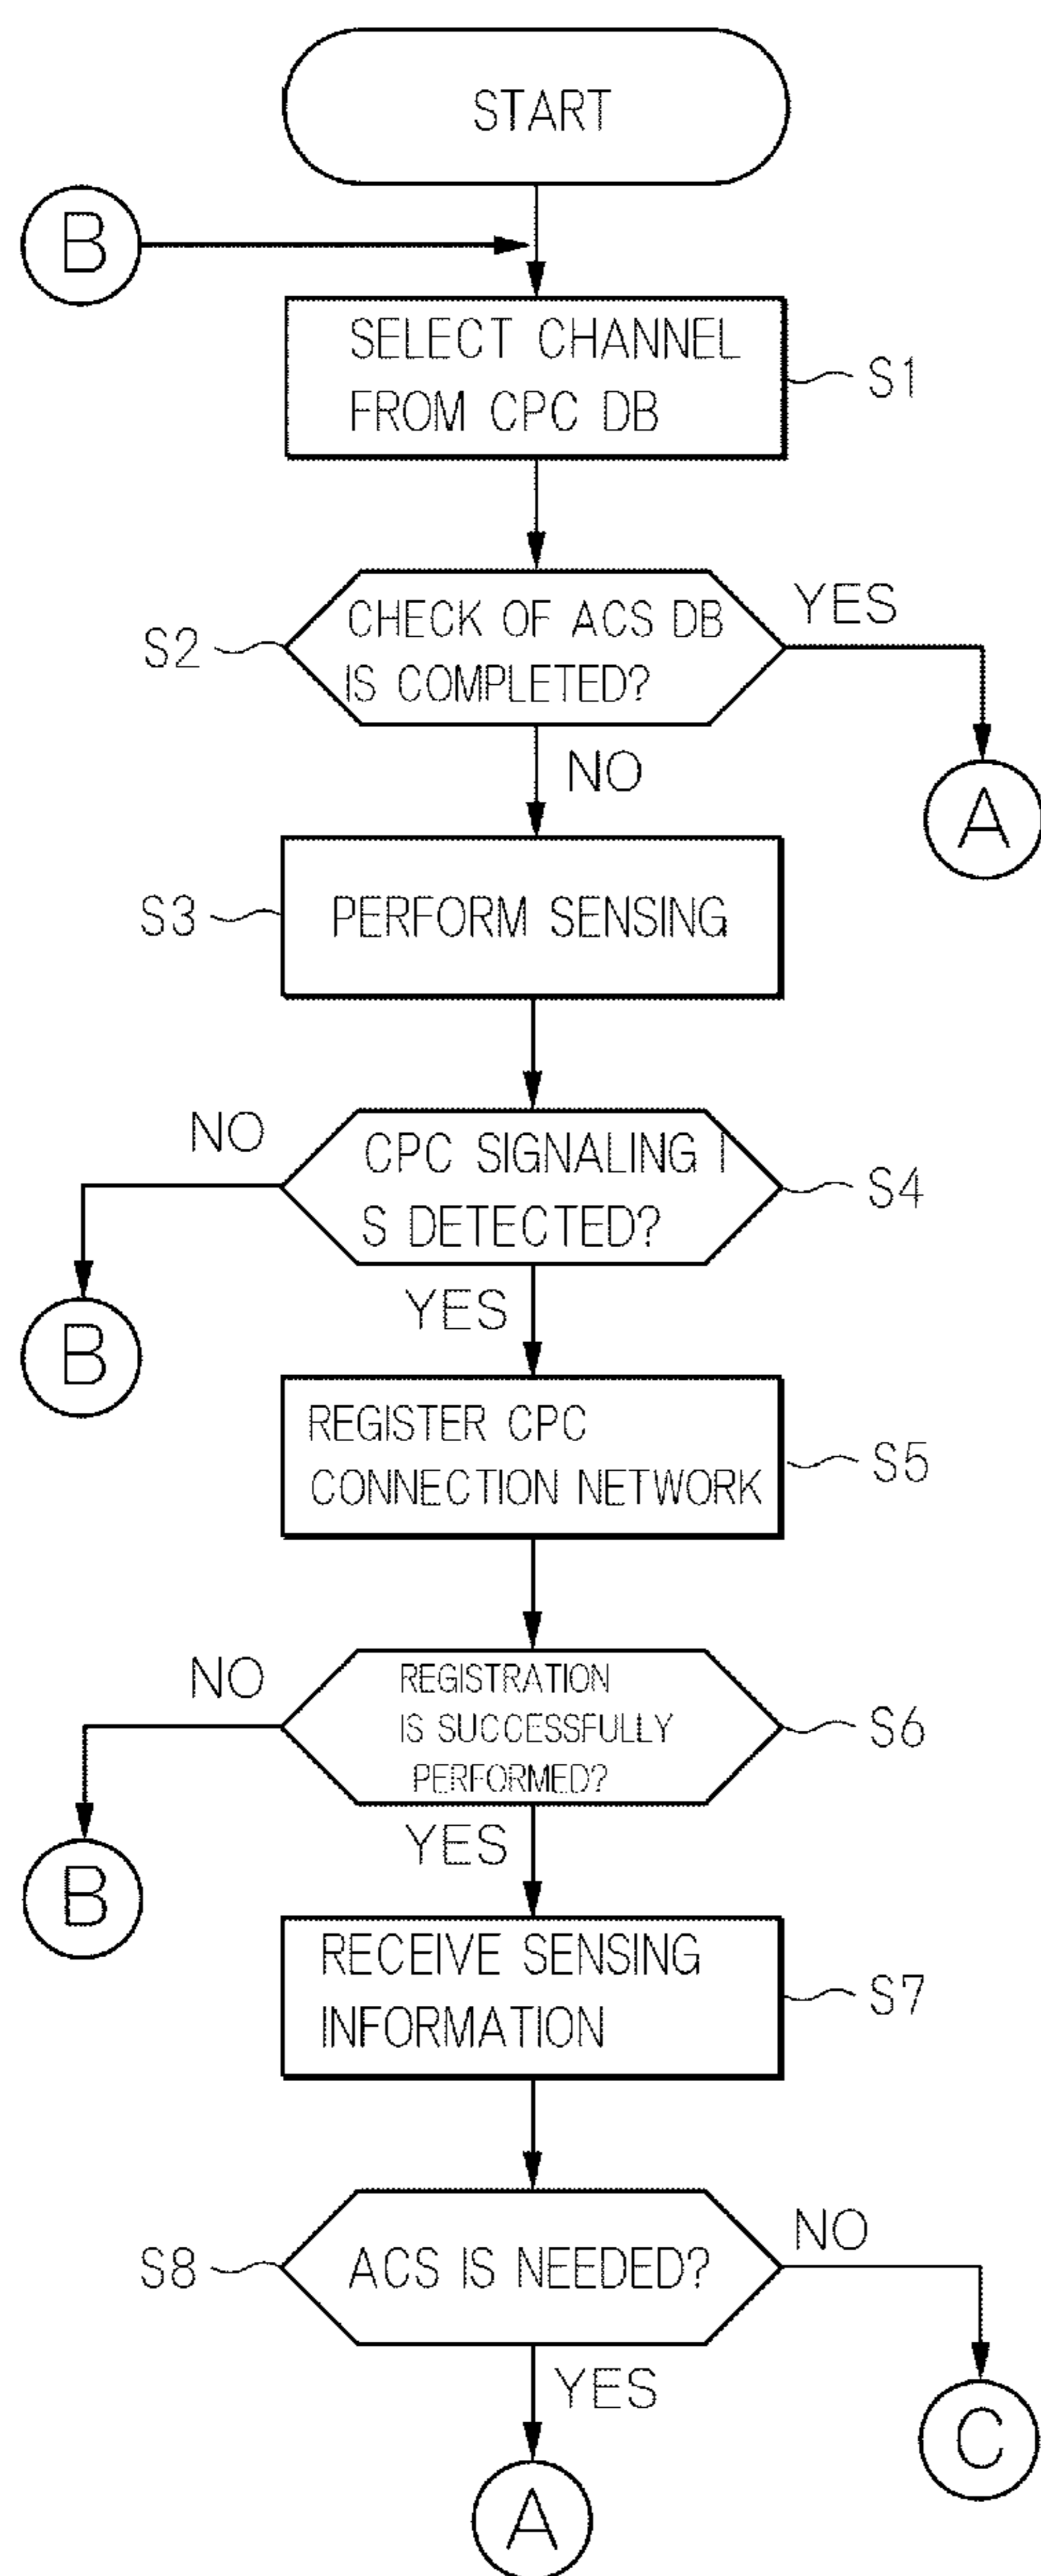 START
B
SELECT CHANNEL
FROM CPC DB
S1
S2
CHECK OF ACS DB
IS COMPLETED?
YES
NO
A
S3
PERFORM SENSING
NO
CPC SIGNALING I
S DETECTED?
S4
B
YES
REGISTER CPC
CONNECTION NETWORK
S5
NO
REGISTRATION
IS SUCCESSFULLY
PERFORMED?
S6
B
YES
RECEIVE SENSING
INFORMATION
S7
S8
ACS IS NEEDED?
NO
YES
C
A